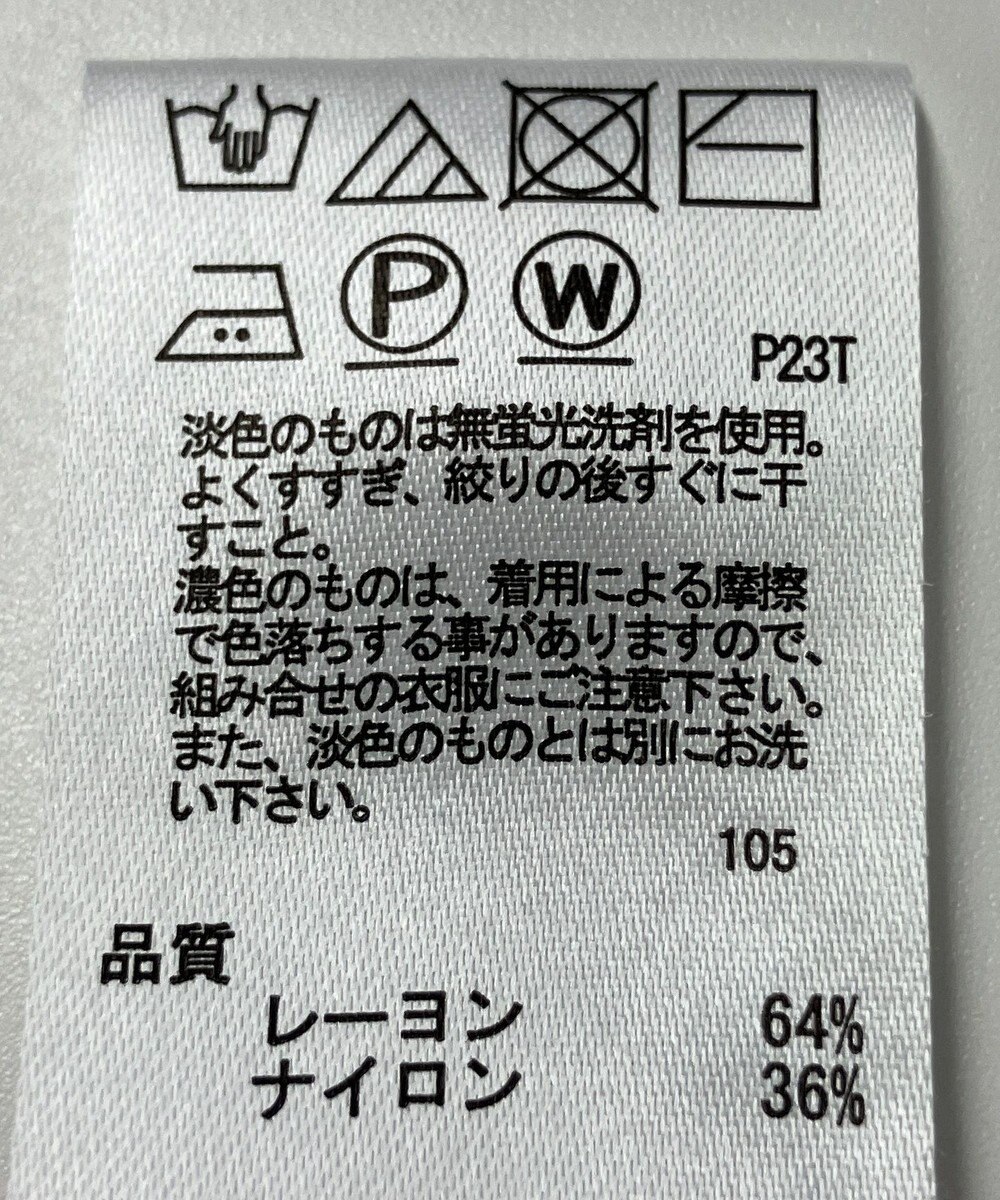 P W
P23T
淡色のものは無蛍光洗剤を使用。
よくすすぎ、絞りの後すぐに干
すこと。
濃色のものは、着用による摩擦
で色落ちする事がありますので、
組み合せの衣服にご注意下さい。
また、淡色のものとは別にお洗
い下さい。
105
品質
レーヨン 64%
ナイロン 36%